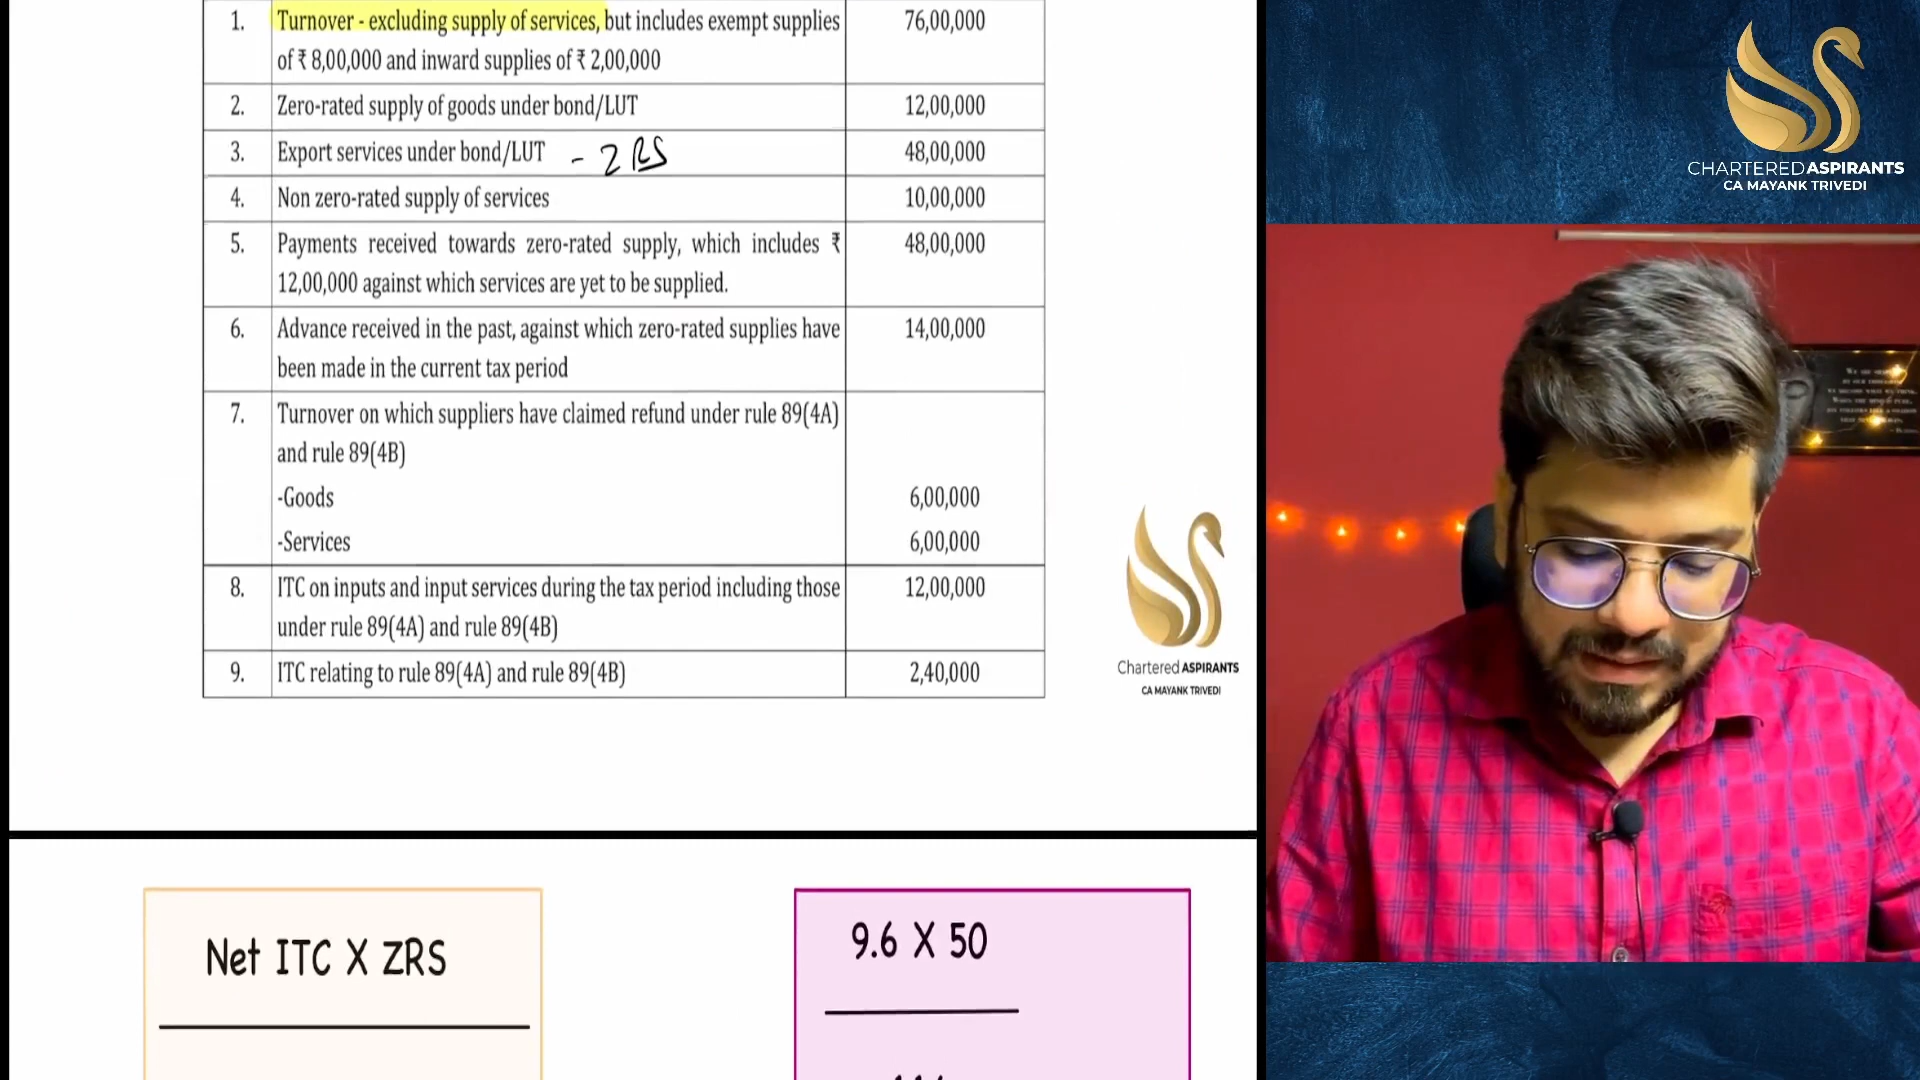 1. Turnover - excluding supply of services, but includes exempt supplies 76,00,000
of ₹ 8,00,000 and inward supplies of ₹ 2,00,000
2. Zero-rated supply of goods under bond/LUT 12,00,000
3. Export services under bond/LUT - ZRS 48,00,000
4. Non zero-rated supply of services 10,00,000
5. Payments received towards zero-rated supply, which includes ₹ 48,00,000
12,00,000 against which services are yet to be supplied.
6. Advance received in the past, against which zero-rated supplies have 14,00,000
been made in the current tax period
7. Turnover on which suppliers have claimed refund under rule 89(4A)
and rule 89(4B)
-Goods 6,00,000
-Services 6,00,000
8. ITC on inputs and input services during the tax period including those 12,00,000
under rule 89(4A) and rule 89(4B)
9. ITC relating to rule 89(4A) and rule 89(4B) 2,40,000
Chartered ASPIRANTS
CA MAYANK TRIVEDI
Net ITC X ZRS
9.6 X 50
CHARTERED ASPIRANTS
CA MAYANK TRIVEDI